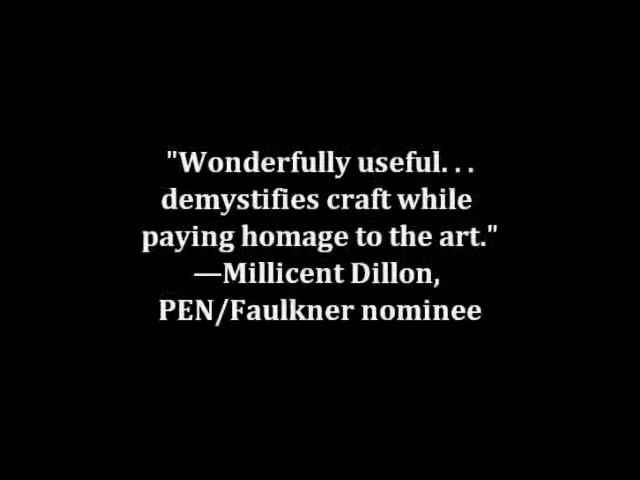 "Wonderfully useful. . .
demystifies craft while
paying homage to the art."
—Millicent Dillon,
PEN/Faulkner nominee